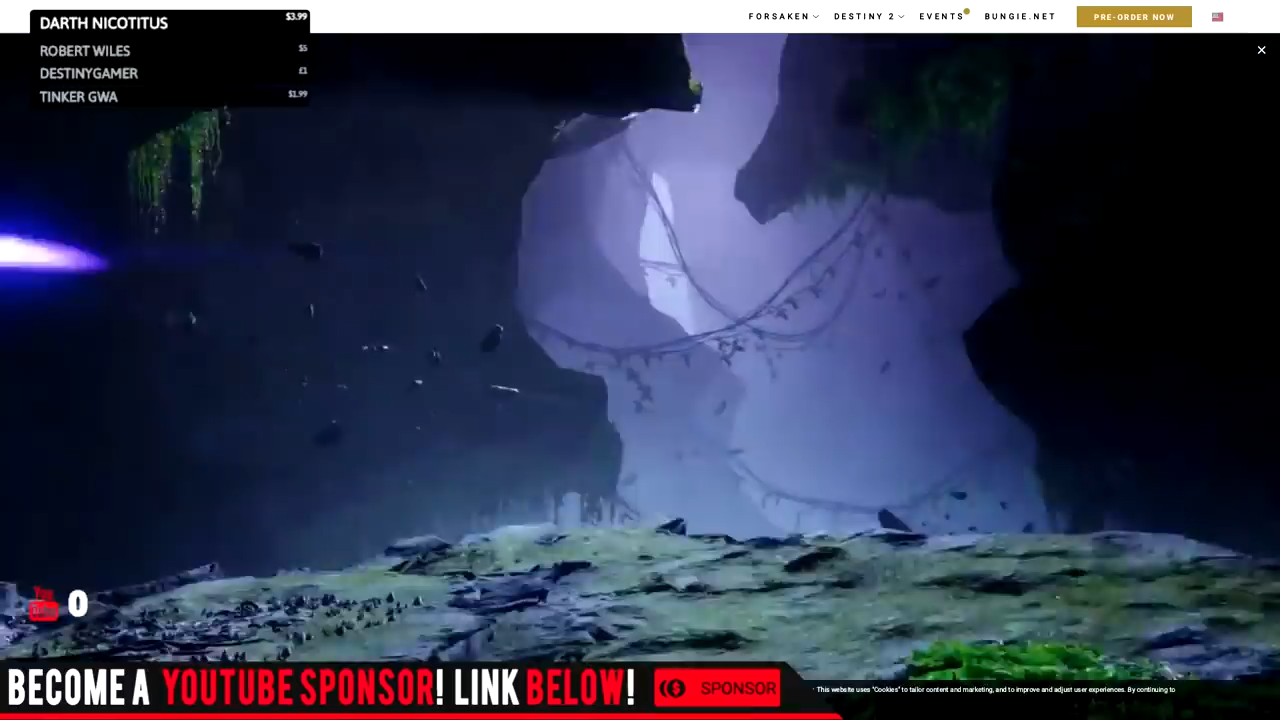 DARTH NICOTITUS $3.99
ROBERT WILES $5
DESTINYGAMER £1
TINKER GWA $1.99
FORSAKEN DESTINY 2 EVENTS BUNGIE.NET PRE-ORDER NOW
You Tube 0
BECOME A YOUTUBE SPONSOR! LINK BELOW! SPONSOR
This website uses "Cookies" to tailor content and marketing, and to improve and adjust user experiences. By continuing to